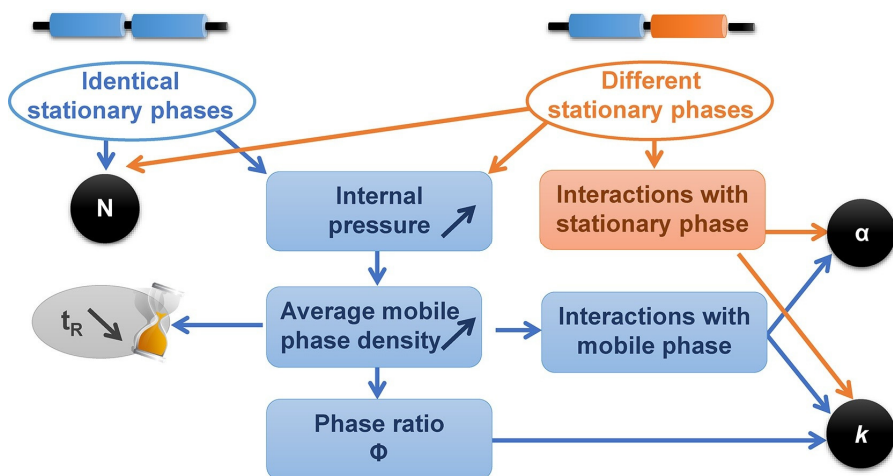 Identical
stationary phases
Different
stationary phases
N
Internal
pressure
Interactions with
stationary phase
α
tR
Average mobile
phase density
Interactions with
mobile phase
Phase ratio
Φ
k